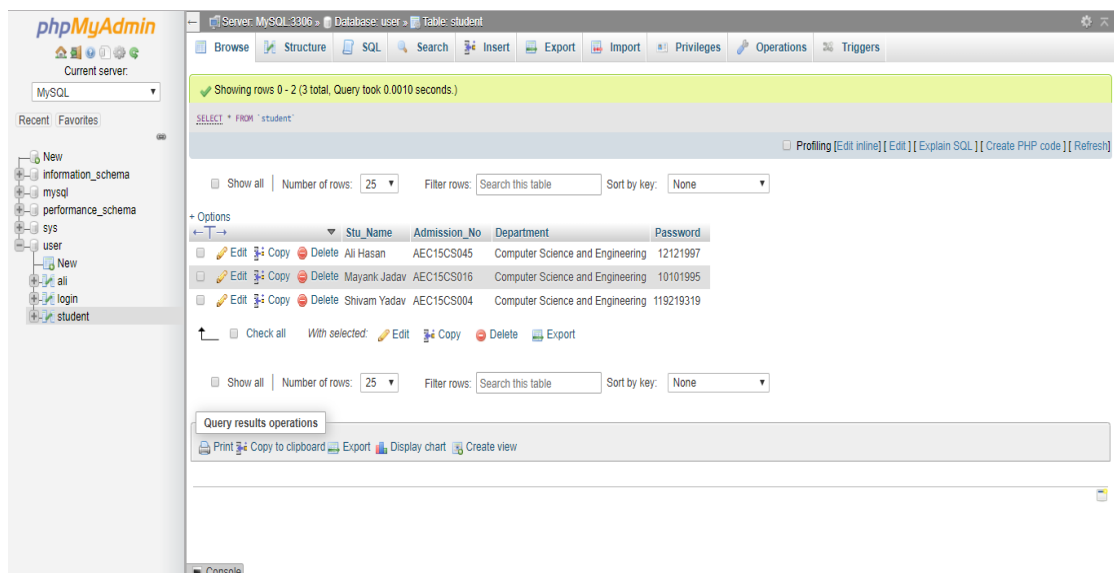 phpMyAdmin
Current server:
MySQL
Recent Favorites
New
information_schema
mysql
performance_schema
sys
user
New
ali
login
student
Server: MySQL:3306 » Database: user » Table: student
Browse Structure SQL Search Insert Export Import Privileges Operations Triggers
Showing rows 0 - 2 (3 total, Query took 0.0010 seconds.)
SELECT * FROM `student`
Profiling [Edit inline] [ Edit ] [ Explain SQL ] [ Create PHP code ] [ Refresh]
Show all Number of rows: 25 Filter rows: Search this table Sort by key: None
+ Options
←T→ Stu_Name Admission_No Department Password
Edit Copy Delete Ali Hasan AEC15CS045 Computer Science and Engineering 12121997
Edit Copy Delete Mayank Jadav AEC15CS016 Computer Science and Engineering 10101995
Edit Copy Delete Shivam Yadav AEC15CS004 Computer Science and Engineering 119219319
Check all With selected: Edit Copy Delete Export
Show all Number of rows: 25 Filter rows: Search this table Sort by key: None
Query results operations
Print Copy to clipboard Export Display chart Create view
Console